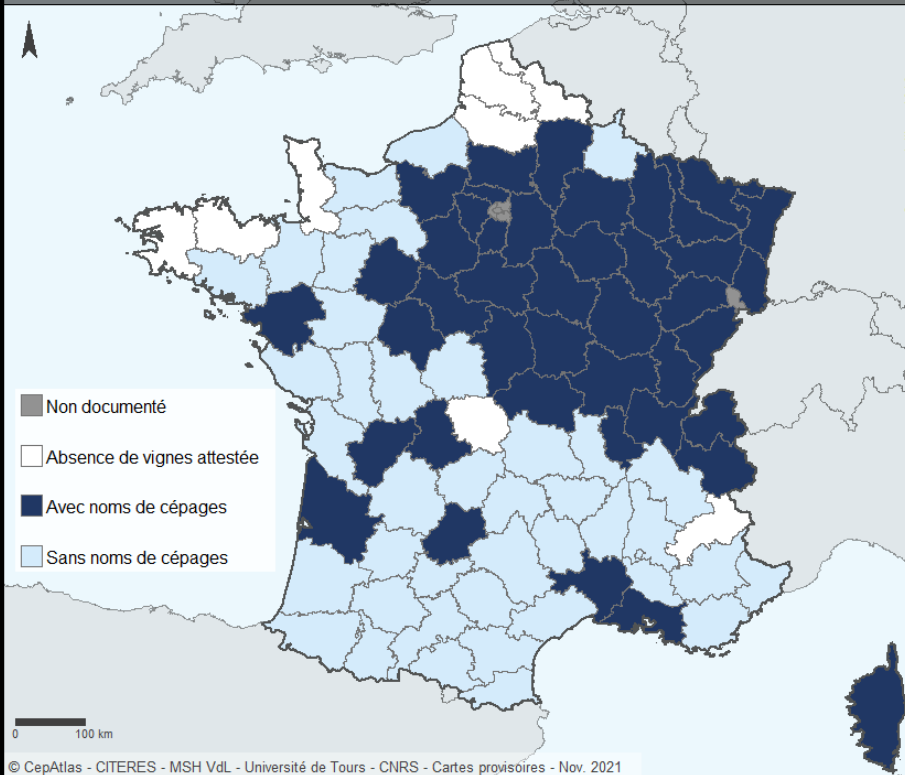 Non documenté
Absence de vignes attestée
Avec noms de cépages
Sans noms de cépages
0 100 km
© CepAtlas - CITERES - MSH VdL - Université de Tours - CNRS - Cartes provisoires - Nov. 2021